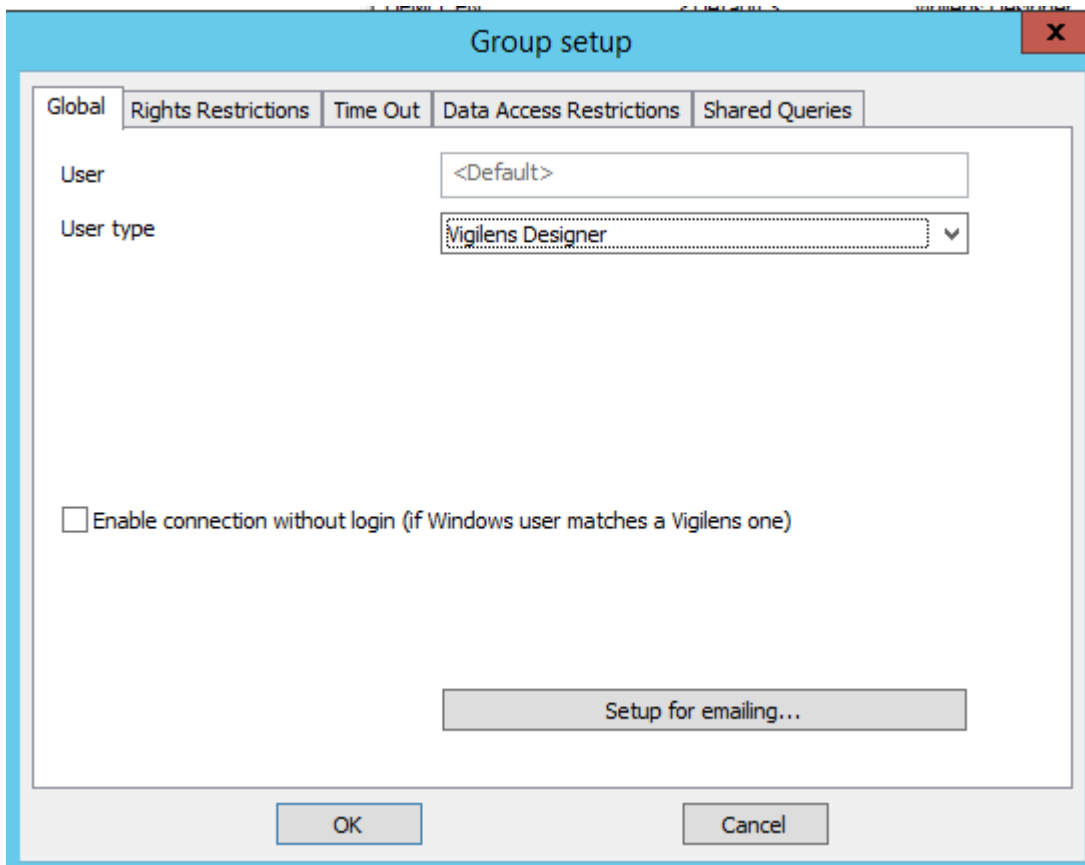 Group setup
x
Global Rights Restrictions Time Out Data Access Restrictions Shared Queries
User <Default>
User type Vigilens Designer
Enable connection without login (if Windows user matches a Vigilens one)
Setup for emailing...
OK Cancel